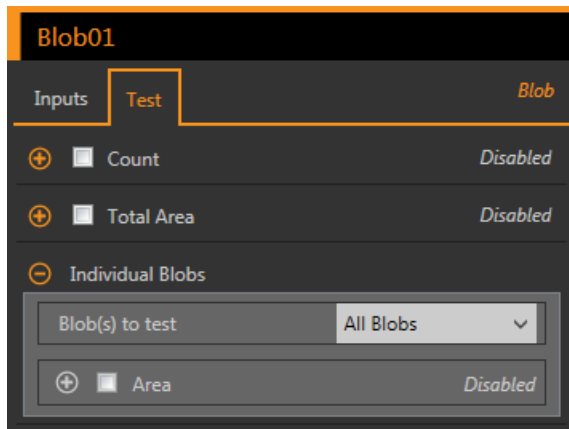 Blob01
Inputs Test Blob
Count Disabled
Total Area Disabled
Individual Blobs
Blob(s) to test All Blobs
Area Disabled